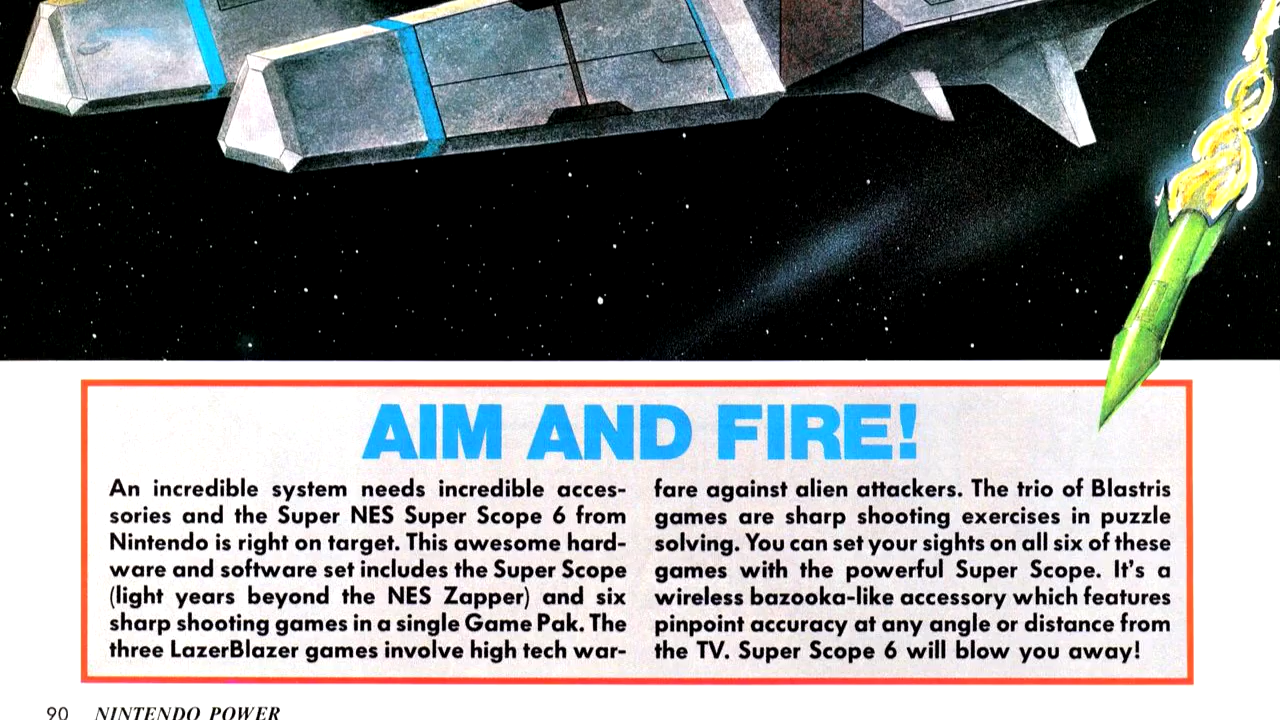 AIM AND FIRE!
An incredible system needs incredible acces-
sories and the Super NES Super Scope 6 from
Nintendo is right on target. This awesome hard-
ware and software set includes the Super Scope
(light years beyond the NES Zapper) and six
sharp shooting games in a single Game Pak. The
three LazerBlazer games involve high tech war-
fare against alien attackers. The trio of Blastris
games are sharp shooting exercises in puzzle
solving. You can set your sights on all six of these
games with the powerful Super Scope. It's a
wireless bazooka-like accessory which features
pinpoint accuracy at any angle or distance from
the TV. Super Scope 6 will blow you away!
90 NINTENDO POWER